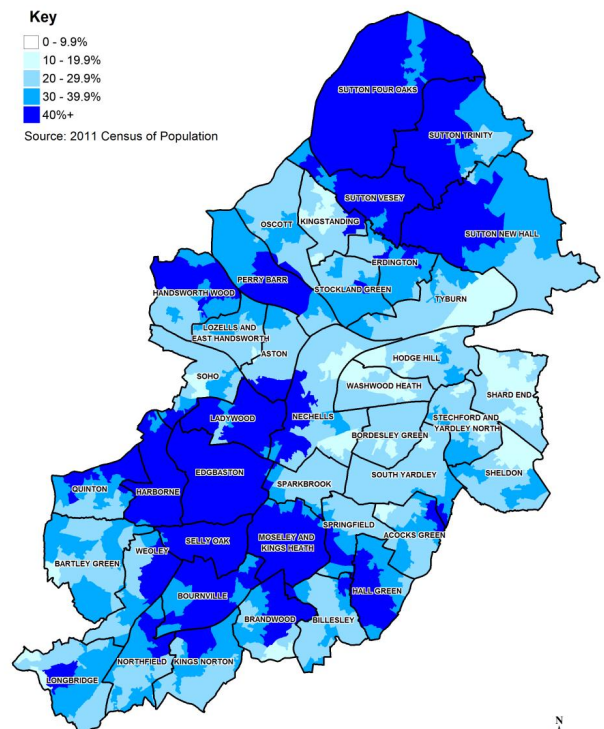 Key
0 - 9.9%
10 - 19.9%
20 - 29.9%
30 - 39.9%
40%+
Source: 2011 Census of Population
SUTTON FOUR OAKS
SUTTON TRINITY
SUTTON VESEY
SUTTON NEW HALL
OSCOTT
KINGSTANDING
ERDINGTON
PERRY BARR
STOCKLAND GREEN
HANDSWORTH WOOD
TYBURN
LOZELLS AND
EAST HANDSWORTH
ASTON
HODGE HILL
SOHO
WASHWOOD HEATH
SHARD END
LADYWOOD
NECHELLS
STECHFORD AND
YARDLEY NORTH
BORDESLEY GREEN
EDGBASTON
SHELDON
QUINTON
HARBORNE
SPARKBROOK
SOUTH YARDLEY
SPRINGFIELD
SELLY OAK
MOSELEY AND
KINGS HEATH
ACOCKS GREEN
WEOLEY
BARTLEY GREEN
HALL GREEN
BOURNVILLE
BRANDWOOD
BILLESLEY
NORTHFIELD
KINGS NORTON
LONGBRIDGE
N